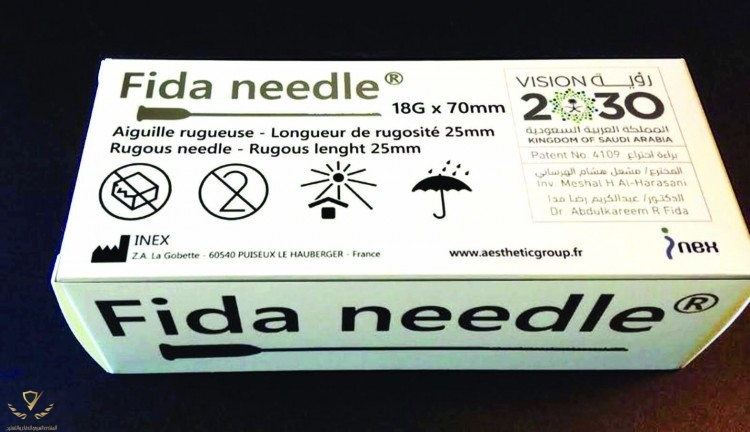 Fida needle®
18G x 70mm
Aiguille rugueuse - Longueur de rugosité 25mm
Rugous needle - Rugous lenght 25mm
VISION رؤيــة
2030
المملكة العربية السعودية
KINGDOM OF SAUDI ARABIA
Patent No. 4109 براءة اختراع
المخترع/ مشعل هشام الهرساني
Inv. Meshal H Al-Harasani
الدكتور/ عبدالكريم رضا فدا
Dr. Abdulkareem R Fida
2
INEX
Z.A. La Gobette - 60540 PUISEUX LE HAUBERGER - France
www.aestheticgroup.fr
inex
Fida needle®